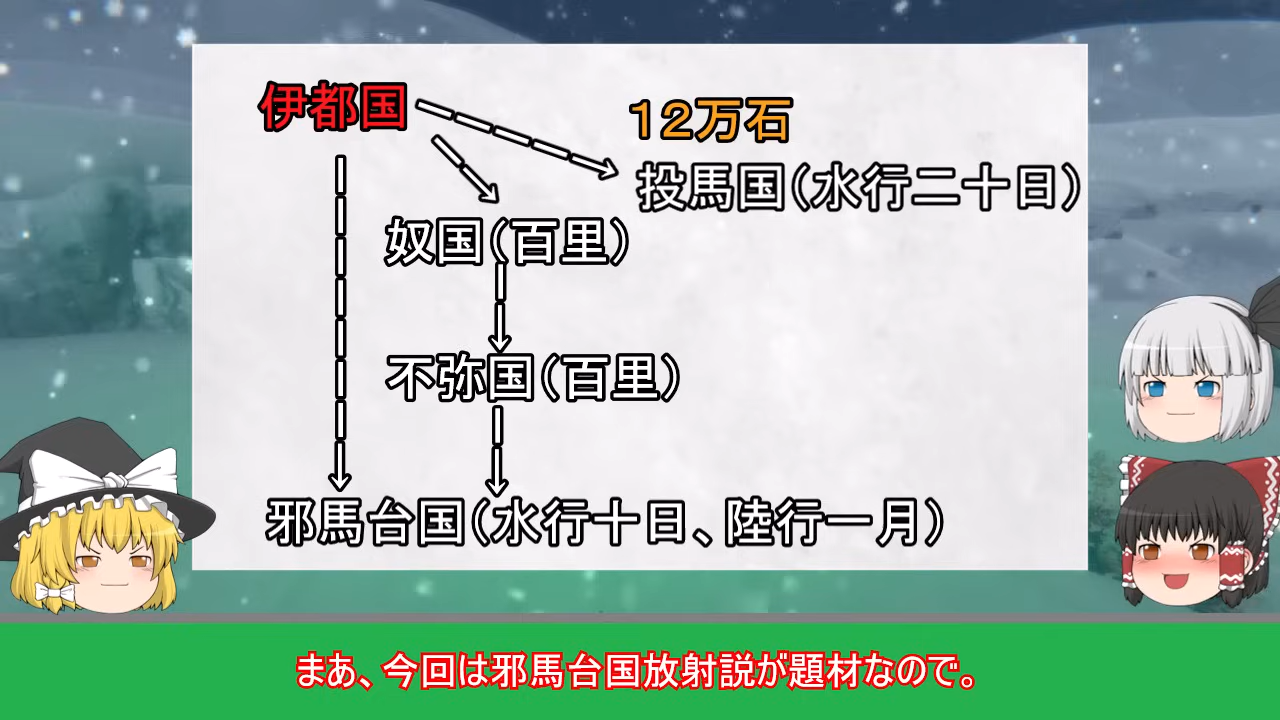 伊都国
12万石
投馬国（水行二十日）
奴国（百里）
不弥国（百里）
邪馬台国（水行十日、陸行一月）
まあ、今回は邪馬台国放射説が題材なので。